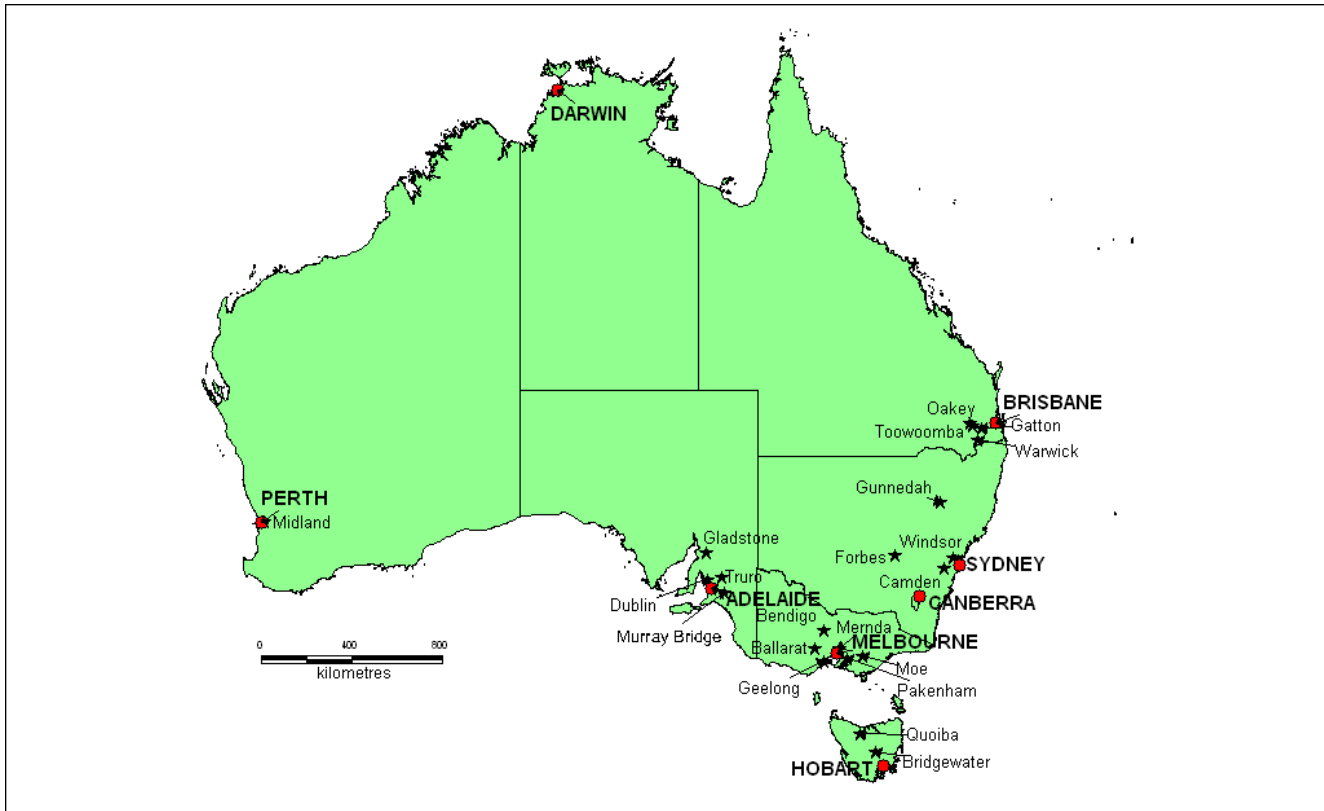 DARWIN
BRISBANE
Oakey
Gatton
Toowoomba
Warwick
Gunnedah
PERTH
Midland
Gladstone
Windsor
Forbes
SYDNEY
Truro
Camden
Dublin
ADELAIDE
CANBERRA
Bendigo
Mernda
Murray Bridge
MELBOURNE
Ballarat
0 400 800
kilometres
Moe
Geelong
Pakenham
Quoiba
Bridgewater
HOBART